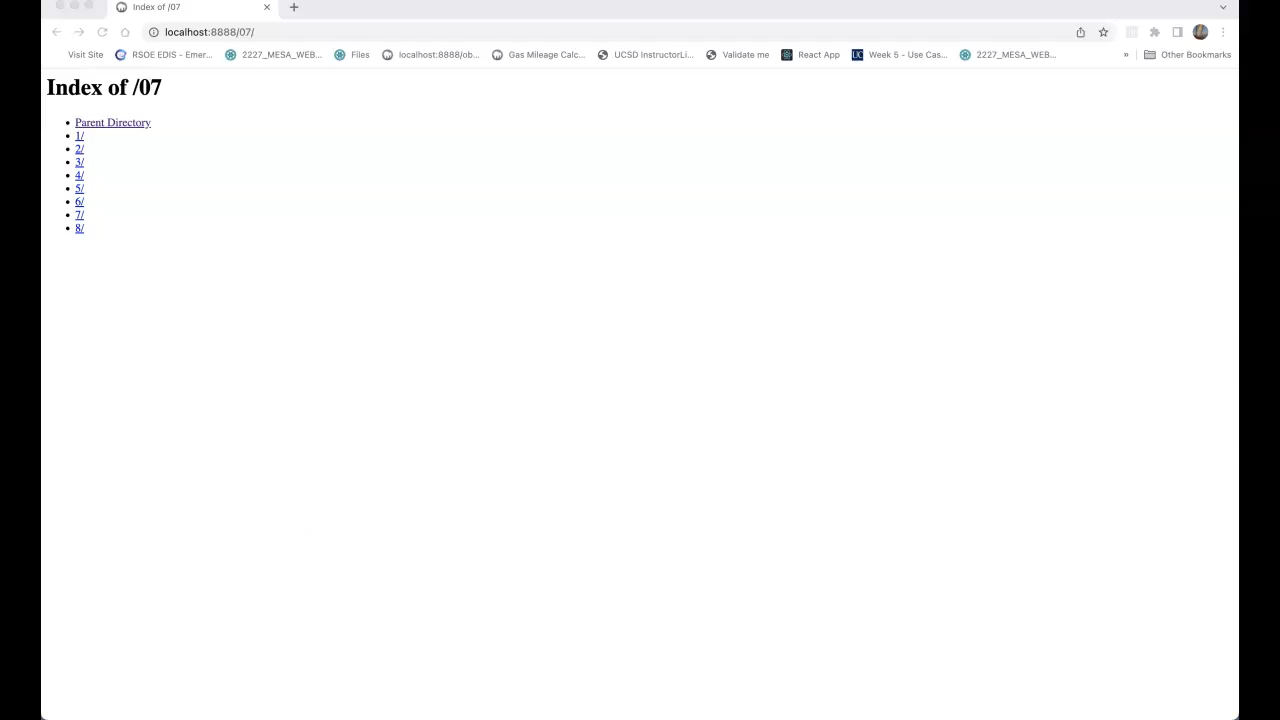 Index of /07
localhost:8888/07/
Visit Site RSOE EDIS - Emer... 2227_MESA_WEB... Files localhost:8888/ob... Gas Mileage Calc... UCSD InstructorLi... Validate me React App Week 5 - Use Cas... 2227_MESA_WEB... » Other Bookmarks
Index of /07
Parent Directory
1/
2/
3/
4/
5/
6/
7/
8/